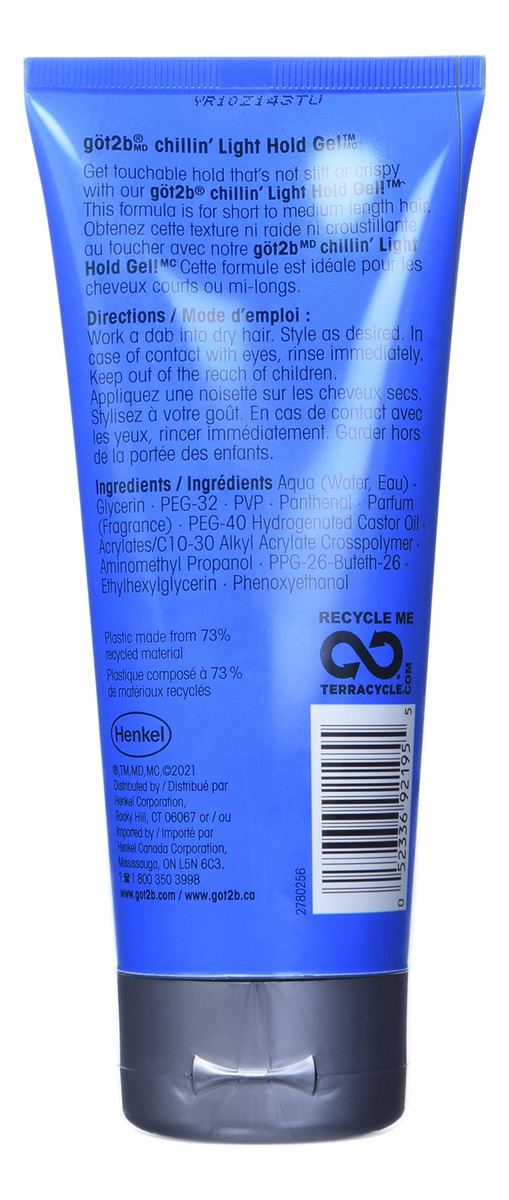 YR10Z143TU
göt2b®MD chillin' Light Hold Gel™MC
Get touchable hold that's not stiff or crispy
with our göt2b® chillin' Light Hold Gel!™
This formula is for short to medium length hair.
Obtenez cette texture ni raide ni croustillante
au toucher avec notre göt2bMD chillin' Light
Hold Gel!MC Cette formule est idéale pour les
cheveux courts ou mi-longs.
Directions / Mode d'emploi :
Work a dab into dry hair. Style as desired. In
case of contact with eyes, rinse immediately.
Keep out of the reach of children.
Appliquez une noisette sur les cheveux secs.
Stylisez à votre goût. En cas de contact avec
les yeux, rincer immédiatement. Garder hors
de la portée des enfants.
Ingredients / Ingrédients Aqua (Water, Eau) ·
Glycerin · PEG-32 · PVP · Panthenol · Parfum
(Fragrance) · PEG-40 Hydrogenated Castor Oil ·
Acrylates/C10-30 Alkyl Acrylate Crosspolymer ·
Aminomethyl Propanol · PPG-26-Buteth-26 ·
Ethylhexylglycerin · Phenoxyethanol
Plastic made from 73%
recycled material
Plastique composé à 73 %
de matériaux recyclés
RECYCLE ME
TERRACYCLE®.COM
Henkel
®,TM,MD,MC,©2021
Distributed by / Distribué par
Henkel Corporation,
Rocky Hill, CT 06067 or / ou
Imported by / Importé par
Henkel Canada Corporation,
Mississauga, ON L5N 6C3.
? ☎ 1 800 350 3998
www.got2b.com / www.got2b.ca
2780256
0 52336 92195 5